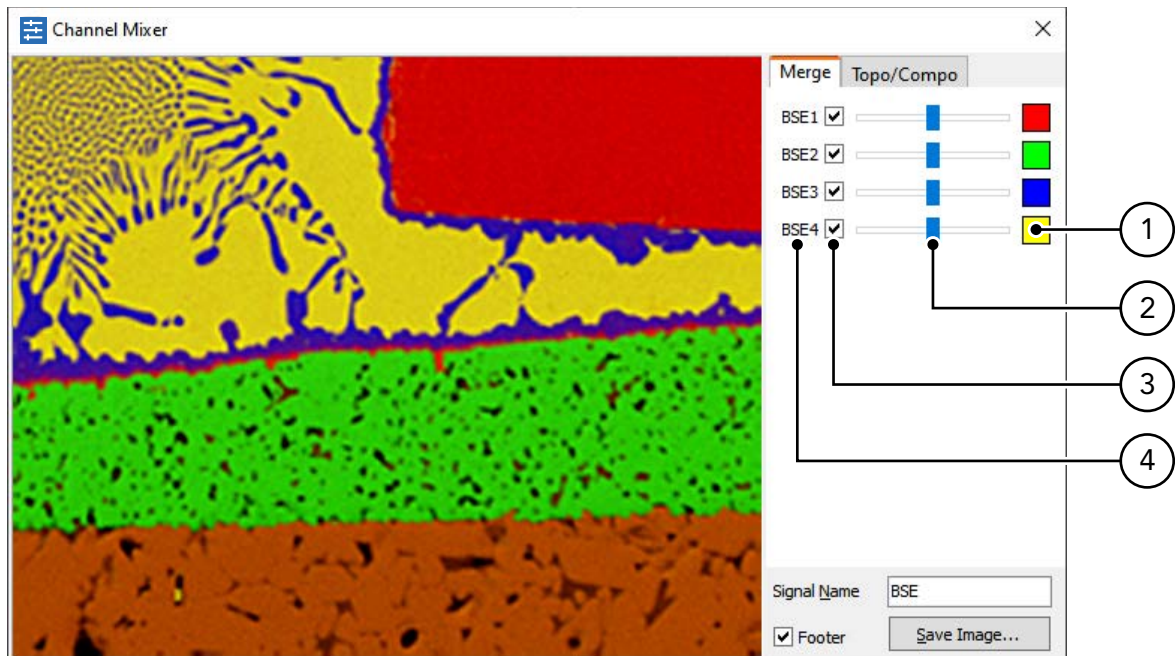 Channel Mixer
Merge Topo/Compo
BSE1
BSE2
BSE3
BSE4
1
2
3
4
Signal Name BSE
Footer Save Image...